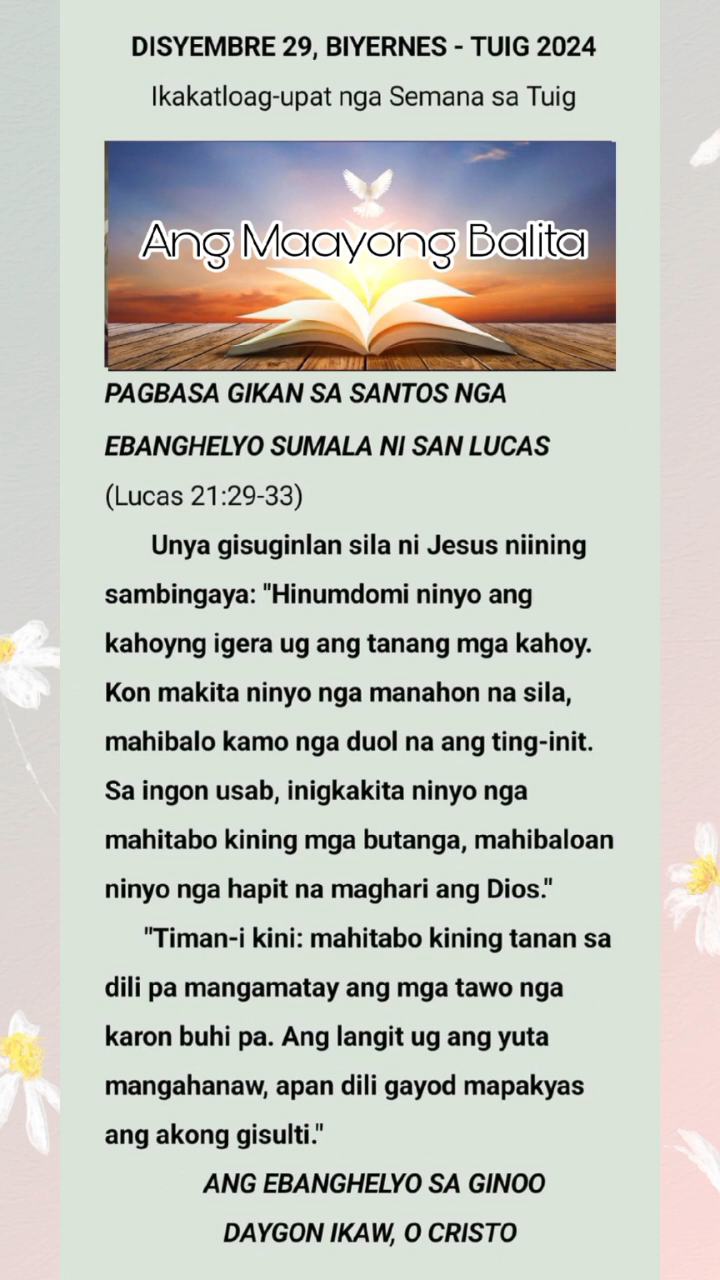 DISYEMBRE 29, BIYERNES - TUIG 2024
Ikakatloag-upat nga Semana sa Tuig
Ang Maayong Balita
PAGBASA GIKAN SA SANTOS NGA
EBANGHELYO SUMALA NI SAN LUCAS
(Lucas 21:29-33)
Unya gisuginlan sila ni Jesus niining
sambingaya: "Hinumdomi ninyo ang
kahoyng igera ug ang tanang mga kahoy.
Kon makita ninyo nga manahon na sila,
mahibalo kamo nga duol na ang ting-init.
Sa ingon usab, inigkakita ninyo nga
mahitabo kining mga butanga, mahibaloan
ninyo nga hapit na maghari ang Dios."
"Timan-i kini: mahitabo kining tanan sa
dili pa mangamatay ang mga tawo nga
karon buhi pa. Ang langit ug ang yuta
mangahanaw, apan dili gayod mapakyas
ang akong gisulti."
ANG EBANGHELYO SA GINOO
DAYGON IKAW, O CRISTO